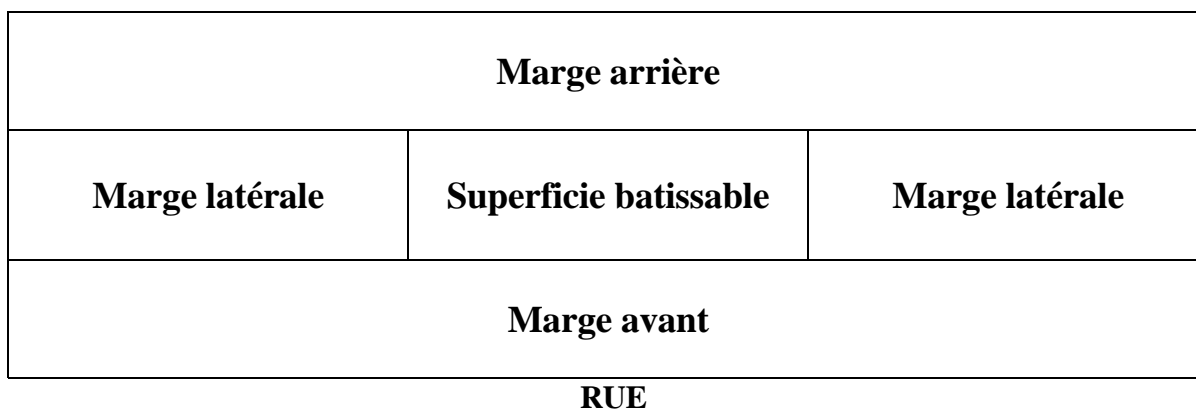 Marge arrière
Marge latérale Superficie batissable Marge latérale
Marge avant
RUE